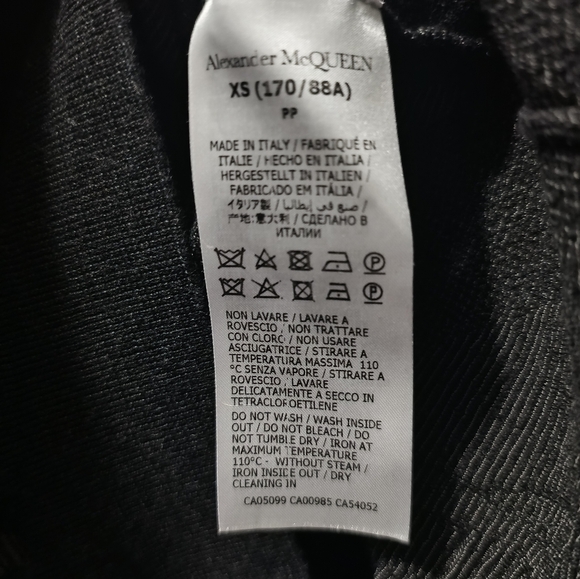 Alexander McQUEEN
XS (170/88A)
PP
MADE IN ITALY / FABRIQUÉ EN
ITALIE / HECHO EN ITALIA /
HERGESTELLT IN ITALIEN /
FABRICADO EM ITÁLIA /
イタリア製 / صنع في إيطاليا /
产地:意大利 / СДЕЛАНО В
ИТАЛИИ
NON LAVARE / LAVARE A
ROVESCIO / NON TRATTARE
CON CLORO / NON USARE
ASCIUGATRICE / STIRARE A
TEMPERATURA MASSIMA 110
°C SENZA VAPORE / STIRARE A
ROVESCIO / LAVARE
DELICATAMENTE A SECCO IN
TETRACLOROETILENE
DO NOT WASH / WASH INSIDE
OUT / DO NOT BLEACH / DO
NOT TUMBLE DRY / IRON AT
MAXIMUM TEMPERATURE
110°C - WITHOUT STEAM /
IRON INSIDE OUT / DRY
CLEANING IN
CA05099 CA00985 CA54052